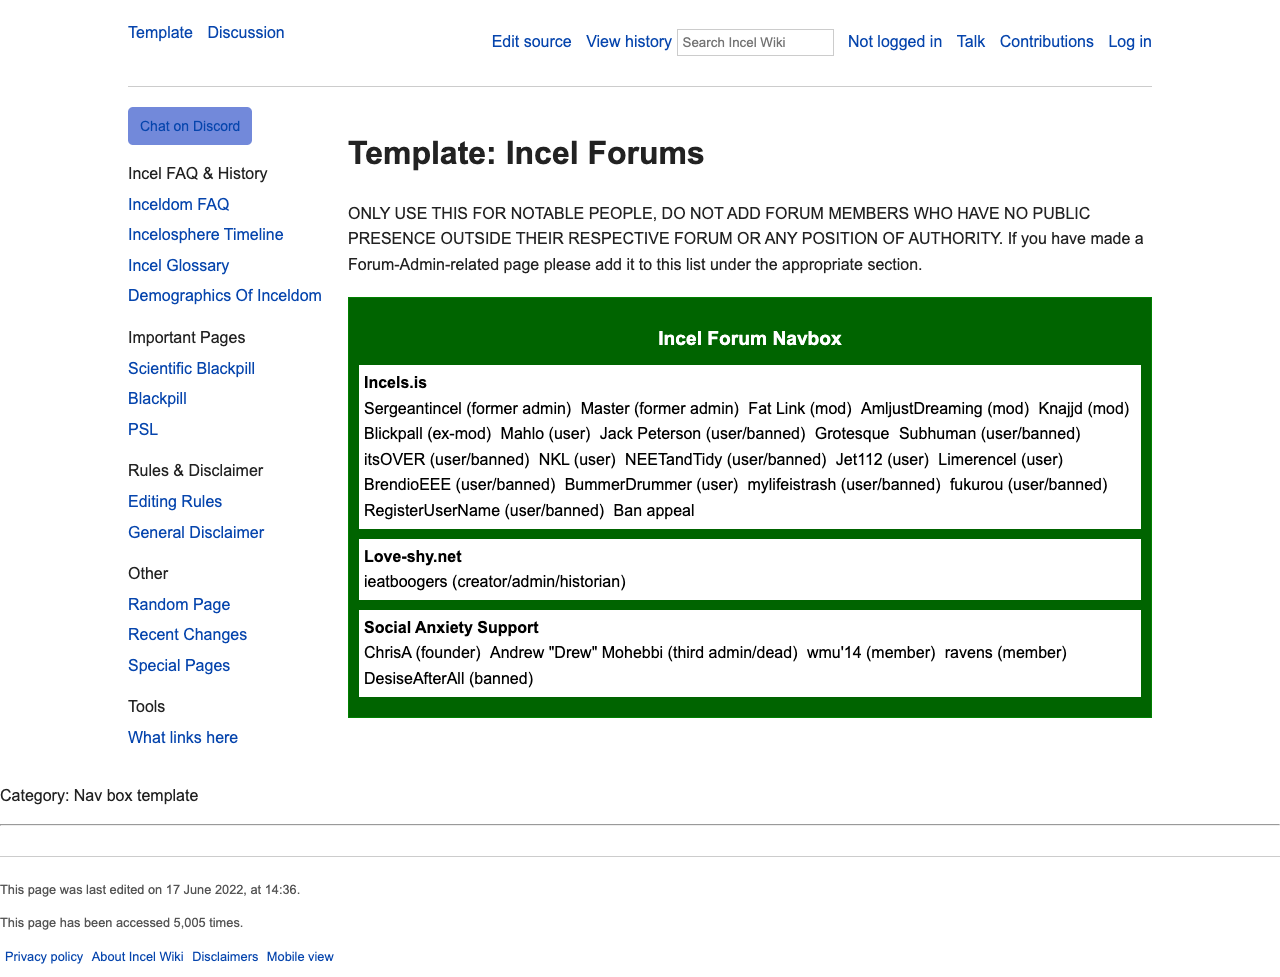 Template Discussion
Edit source View history Search Incel Wiki Not logged in Talk Contributions Log in
Chat on Discord
Incel FAQ & History
Inceldom FAQ
Incelosphere Timeline
Incel Glossary
Demographics Of Inceldom
Important Pages
Scientific Blackpill
Blackpill
PSL
Rules & Disclaimer
Editing Rules
General Disclaimer
Other
Random Page
Recent Changes
Special Pages
Tools
What links here
Template: Incel Forums
ONLY USE THIS FOR NOTABLE PEOPLE, DO NOT ADD FORUM MEMBERS WHO HAVE NO PUBLIC
PRESENCE OUTSIDE THEIR RESPECTIVE FORUM OR ANY POSITION OF AUTHORITY. If you have made a
Forum-Admin-related page please add it to this list under the appropriate section.
Incel Forum Navbox
Incels.is
Sergeantincel (former admin) Master (former admin) Fat Link (mod) AmljustDreaming (mod) Knajjd (mod)
Blickpall (ex-mod) Mahlo (user) Jack Peterson (user/banned) Grotesque Subhuman (user/banned)
itsOVER (user/banned) NKL (user) NEETandTidy (user/banned) Jet112 (user) Limerencel (user)
BrendioEEE (user/banned) BummerDrummer (user) mylifeistrash (user/banned) fukurou (user/banned)
RegisterUserName (user/banned) Ban appeal
Love-shy.net
ieatboogers (creator/admin/historian)
Social Anxiety Support
ChrisA (founder) Andrew "Drew" Mohebbi (third admin/dead) wmu'14 (member) ravens (member)
DesiseAfterAll (banned)
Category: Nav box template
This page was last edited on 17 June 2022, at 14:36.
This page has been accessed 5,005 times.
Privacy policy About Incel Wiki Disclaimers Mobile view